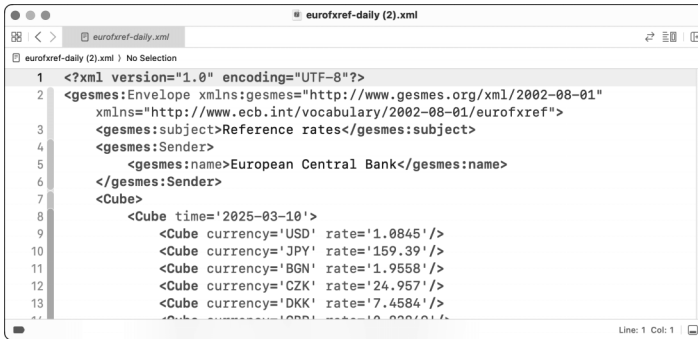 eurofxref-daily (2).xml
eurofxref-daily.xml
eurofxref-daily (2).xml 〉 No Selection
1 <?xml version="1.0" encoding="UTF-8"?>
2 <gesmes:Envelope xmlns:gesmes="http://www.gesmes.org/xml/2002-08-01"
xmlns="http://www.ecb.int/vocabulary/2002-08-01/eurofxref">
3 <gesmes:subject>Reference rates</gesmes:subject>
4 <gesmes:Sender>
5 <gesmes:name>European Central Bank</gesmes:name>
6 </gesmes:Sender>
7 <Cube>
8 <Cube time='2025-03-10'>
9 <Cube currency='USD' rate='1.0845'/>
10 <Cube currency='JPY' rate='159.39'/>
11 <Cube currency='BGN' rate='1.9558'/>
12 <Cube currency='CZK' rate='24.957'/>
13 <Cube currency='DKK' rate='7.4584'/>
Line: 1 Col: 1